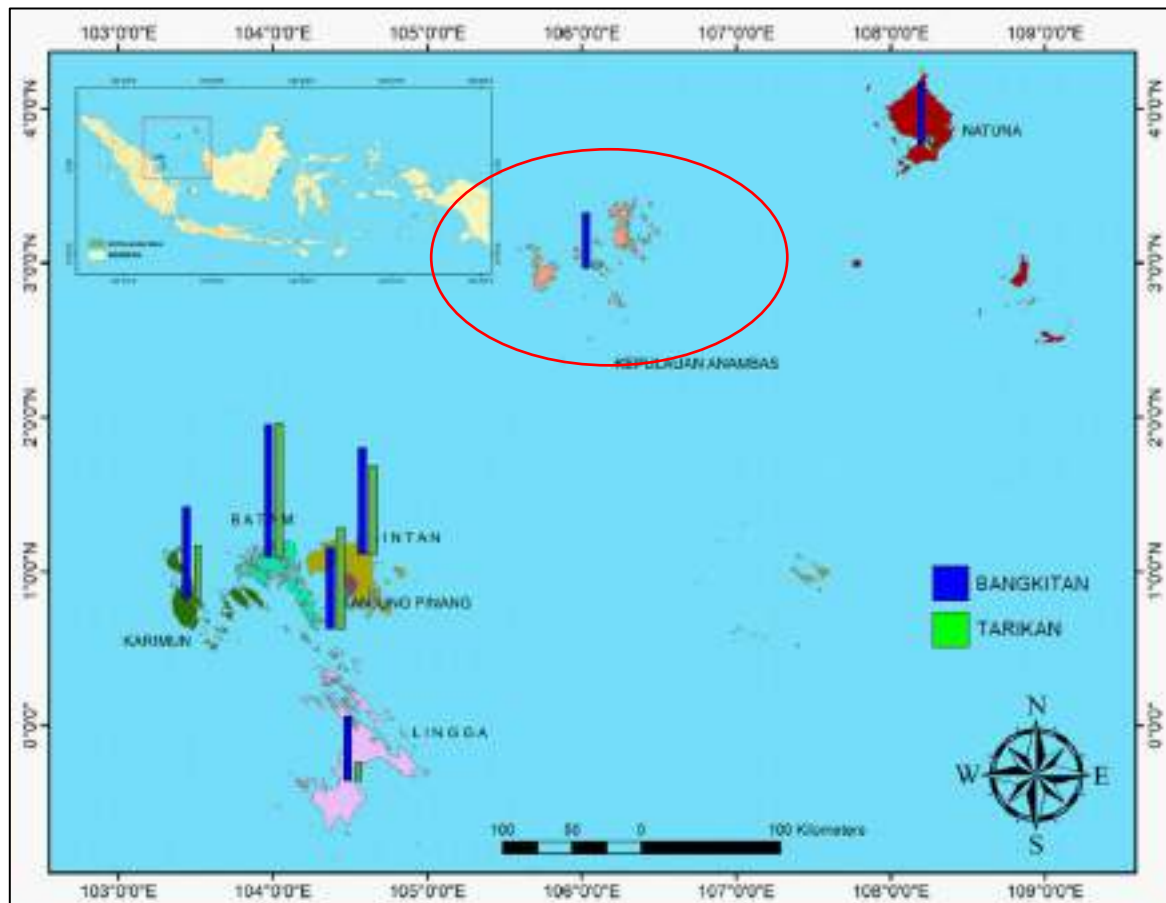 103°0'0"E 104°0'0"E 105°0'0"E 106°0'0"E 107°0'0"E 108°0'0"E 109°0'0"E
4°0'0"N 4°0'0"N
NATUNA
3°0'0"N 3°0'0"N
KEPULAUAN ANAMBAS
2°0'0"N 2°0'0"N
BATAM
INTAN
1°0'0"N 1°0'0"N
BANGKITAN
ANJUNG PINANG
TARIKAN
KARIMUN
0°0'0" 0°0'0"
LINGGA
N
W E
S
100 50 0 100 Kilometers
103°0'0"E 104°0'0"E 105°0'0"E 106°0'0"E 107°0'0"E 108°0'0"E 109°0'0"E